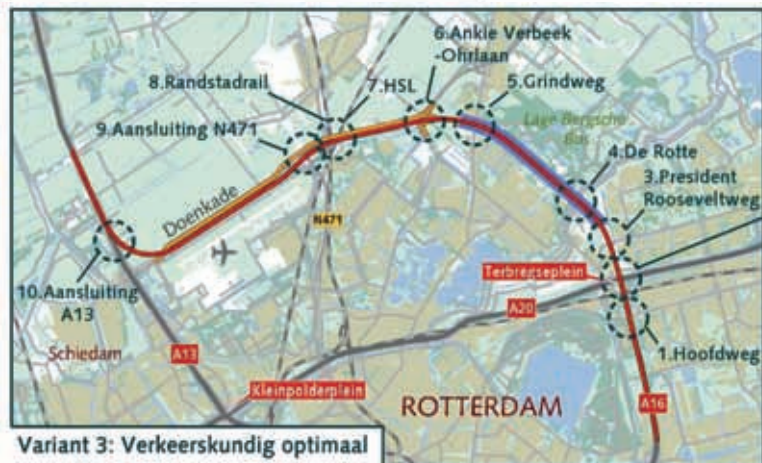 6.Ankie Verbeek
-Ohrlaan
8.Randstadrail
7.HSL
5.Grindweg
9.Aansluiting N471
Lage Bergsche
Bos
4.De Rotte
3.President
Rooseveltweg
Doenkade
N471
Terbregseplein
10.Aansluiting
A13
A20
Schiedam
A13
1.Hoofdweg
Kleinpolderplein
ROTTERDAM
A16
Variant 3: Verkeerskundig optimaal